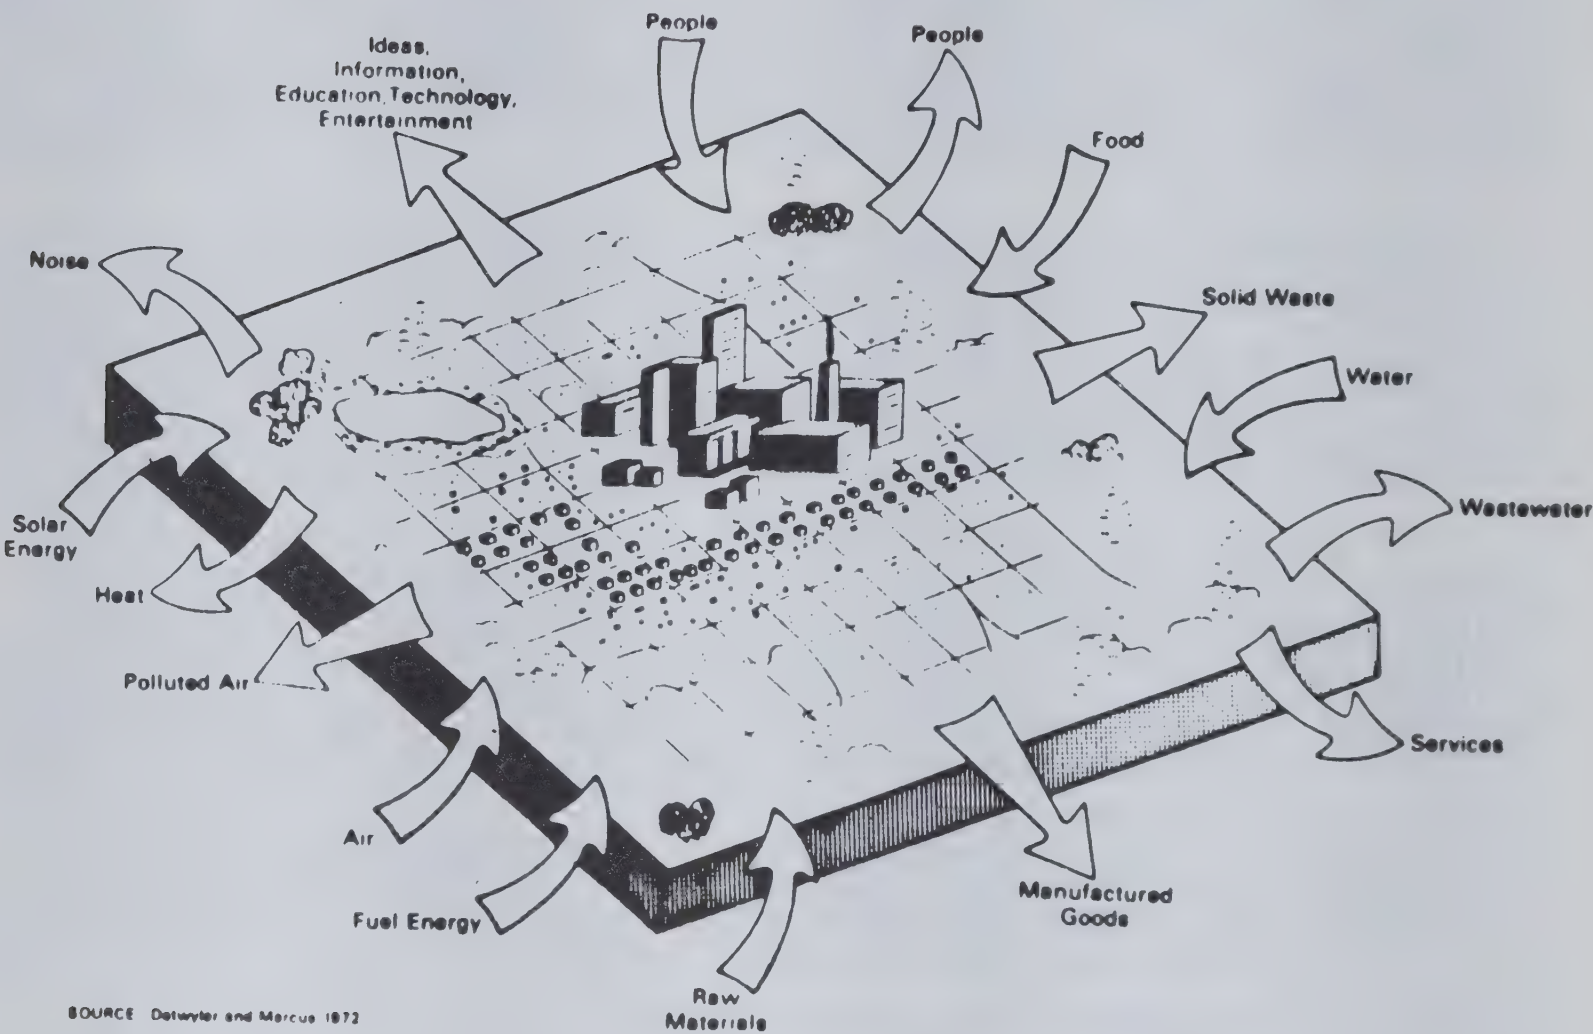 People
People
Ideas,
Information,
Education, Technology,
Entertainment
Food
Noise
Solid Waste
Water
Wastewater
Solar
Energy
Heat
Polluted Air
Services
Air
Manufactured
Goods
Fuel Energy
Raw
Materials
SOURCE Detwyler and Marcus 1972